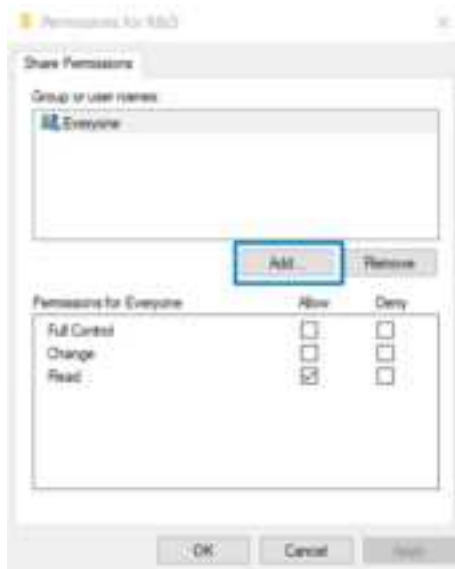 Permissions for R&D
Share Permissions
Group or user names:
Everyone
Add...
Remove
Permissions for Everyone
Allow
Deny
Full Control
Change
Read
OK
Cancel
Apply